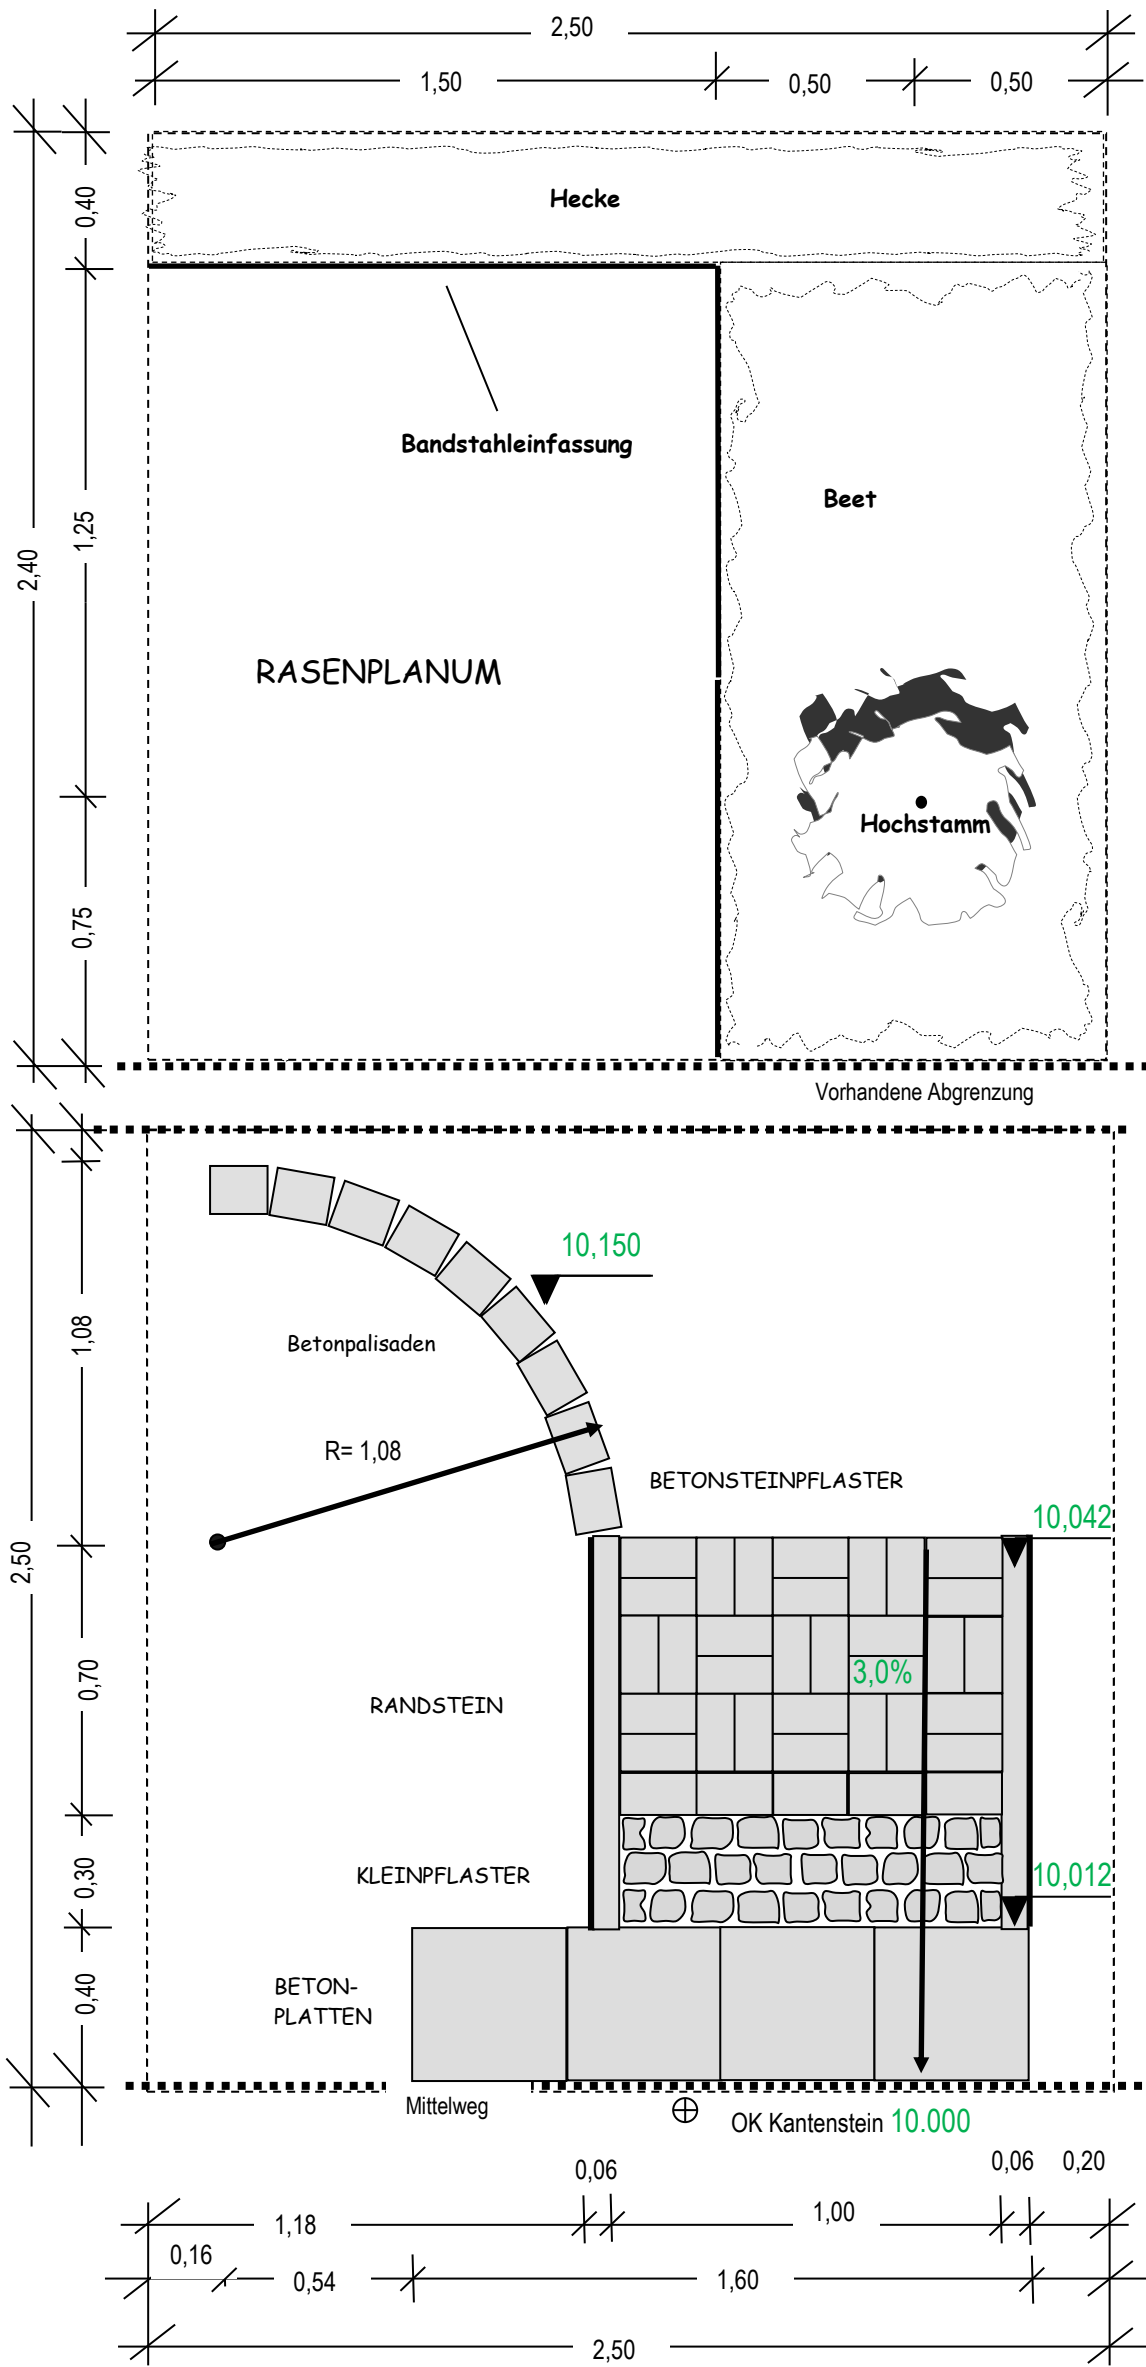 2,50
1,50
0,50
0,50
0,40
Hecke
Bandstahleinfassung
Beet
1,25
2,40
RASENPLANUM
Hochstamm
0,75
Vorhandene Abgrenzung
10,150
1,08
Betonpalisaden
R= 1,08
BETONSTEINPFLASTER
10,042
2,50
3,0%
0,70
RANDSTEIN
0,30
KLEINPFLASTER
10,012
0,40
BETON-
PLATTEN
Mittelweg
OK Kantenstein 10.000
0,06
0,06
0,20
1,18
1,00
0,16
0,54
1,60
2,50